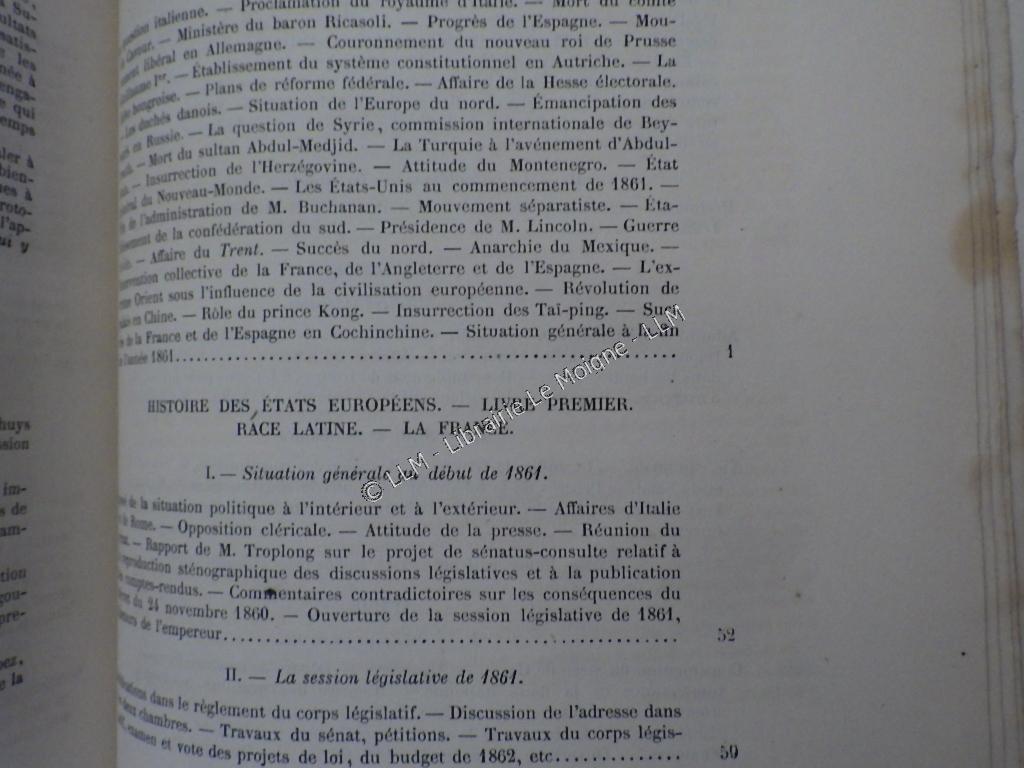 question italienne. — Proclamation du royaume d'Italie. — Mort du comte
de Cavour. — Ministère du baron Ricasoli. — Progrès de l'Espagne. — Mou-
libéral en Allemagne. — Couronnement du nouveau roi de Prusse
Ier. — Établissement du système constitutionnel en Autriche. — La
hongroise. — Plans de réforme fédérale. — Affaire de la Hesse électorale.
— Les duchés danois. — Situation de l'Europe du nord. — Émancipation des
en Russie. — La question de Syrie, commission internationale de Bey-
— Mort du sultan Abdul-Medjid. — La Turquie à l'avénement d'Abdul-
— Insurrection de l'Herzégovine. — Attitude du Montenegro. — État
du Nouveau-Monde. — Les États-Unis au commencement de 1861. —
de l'administration de M. Buchanan. — Mouvement séparatiste. — Éta-
de la confédération du sud. — Présidence de M. Lincoln. — Guerre
— Affaire du Trent. — Succès du nord. — Anarchie du Mexique. —
collective de la France, de l'Angleterre et de l'Espagne. — L'ex-
Orient sous l'influence de la civilisation européenne. — Révolution de
en Chine. — Rôle du prince Kong. — Insurrection des Taï-ping. — Suc-
de la France et de l'Espagne en Cochinchine. — Situation générale à la fin
de l'année 1861........ 1
HISTOIRE DES ÉTATS EUROPÉENS. — LIVRE PREMIER.
RACE LATINE. — LA FRANCE.
I. — Situation générale au début de 1861.
de la situation politique à l'intérieur et à l'extérieur. — Affaires d'Italie
de Rome. — Opposition cléricale. — Attitude de la presse. — Réunion du
— Rapport de M. Troplong sur le projet de sénatus-consulte relatif à
reproduction sténographique des discussions législatives et à la publication
comptes-rendus. — Commentaires contradictoires sur les conséquences du
du 24 novembre 1860. — Ouverture de la session législative de 1861,
de l'empereur........ 52
II. — La session législative de 1861.
dans le règlement du corps législatif. — Discussion de l'adresse dans
deux chambres. — Travaux du sénat, pétitions. — Travaux du corps légis-
examen et vote des projets de loi, du budget de 1862, etc........ 59
© LLM - Librairie Le Moigne - LLM